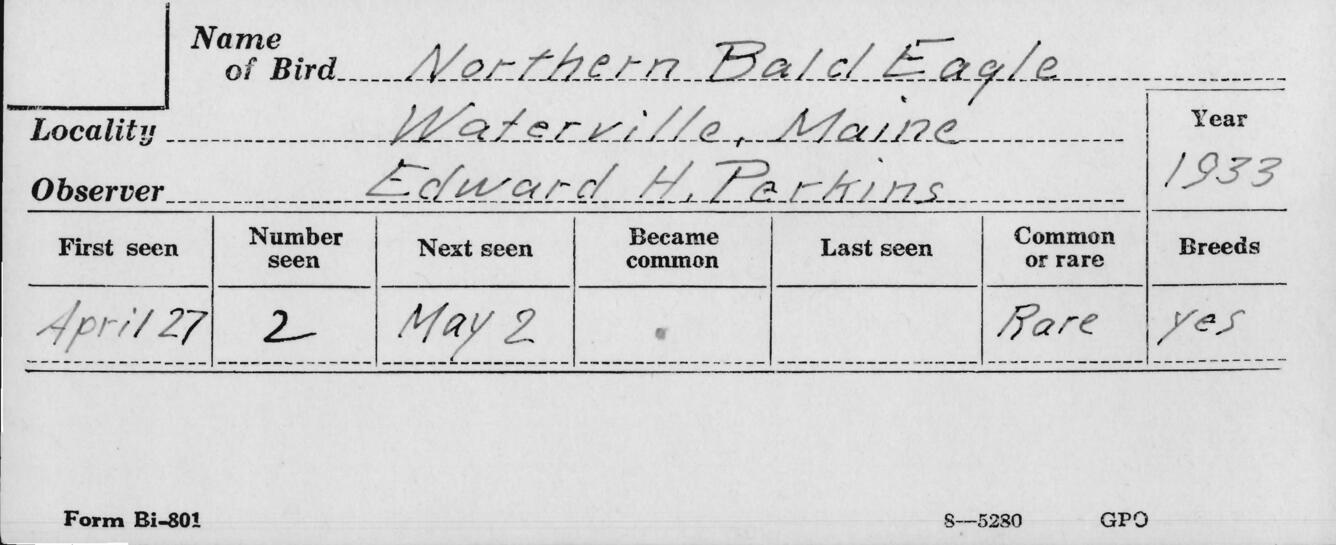 Name
of Bird Northern Bald Eagle
Locality Waterville, Maine
Year
Observer Edward H. Perkins
1933
First seen Number seen Next seen Became common Last seen Common or rare Breeds
April 27 2 May 2 Rare yes
Form Bi-801 8—5280 GPO